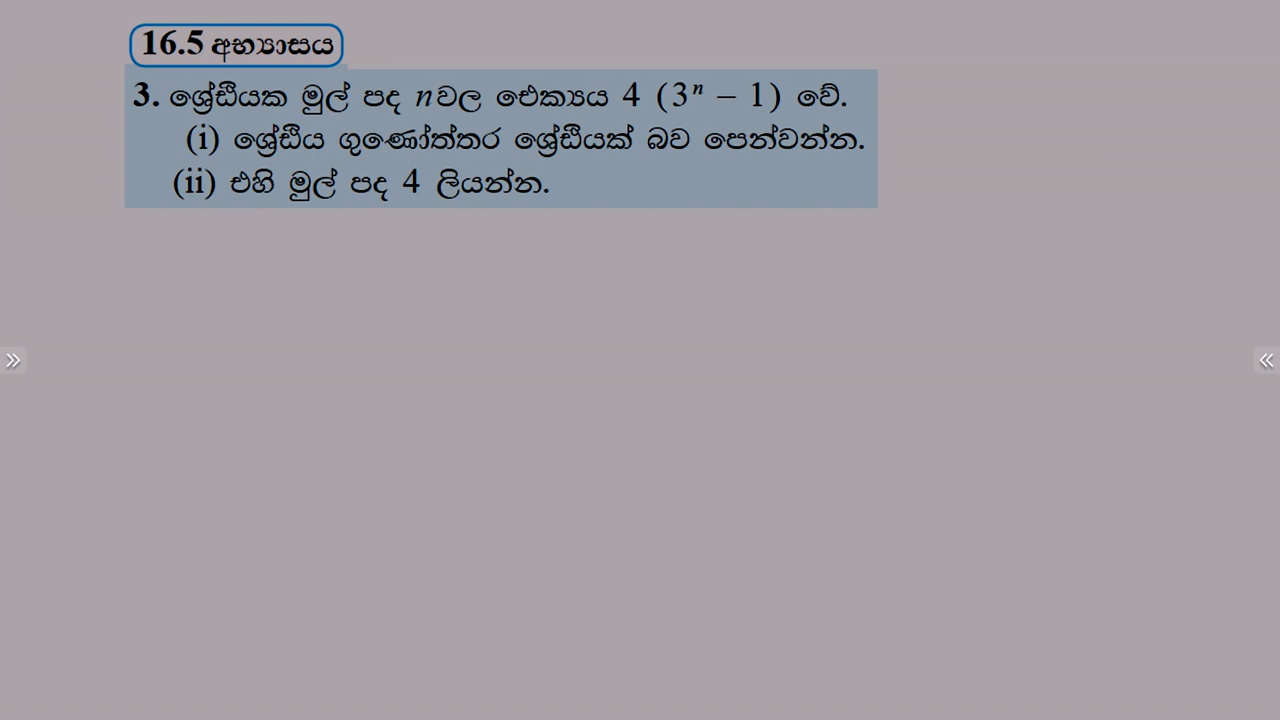 16.5 අභ්‍යාසය
3. ශ්‍රේඪියක මුල් පද n වල ඓක්‍යය 4 (3ⁿ – 1) වේ.
(i) ශ්‍රේඪිය ගුණෝත්තර ශ්‍රේඪියක් බව පෙන්වන්න.
(ii) එහි මුල් පද 4 ලියන්න.